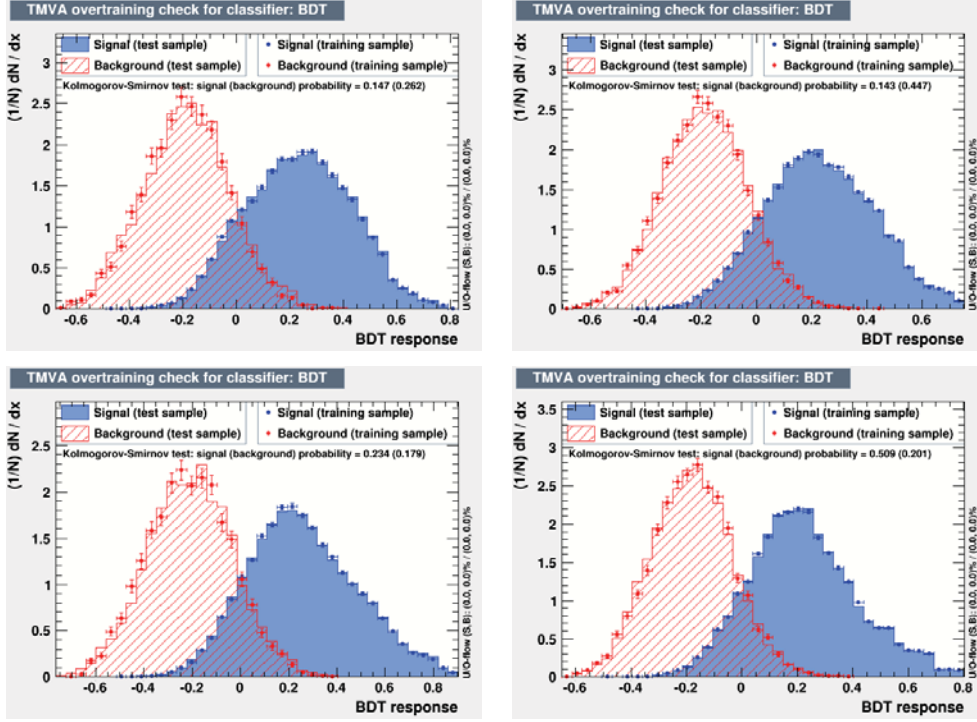 TMVA overtraining check for classifier: BDT
(1/N) dN / dx
Signal (test sample)
Background (test sample)
Signal (training sample)
Background (training sample)
Kolmogorov-Smirnov test: signal (background) probability = 0.147 (0.262)
3
2.5
2
1.5
1
0.5
0
-0.6 -0.4 -0.2 0 0.2 0.4 0.6 0.8
BDT response
U/O-flow (S,B): (0.0, 0.0)% / (0.0, 0.0)%
TMVA overtraining check for classifier: BDT
(1/N) dN / dx
Signal (test sample)
Background (test sample)
Signal (training sample)
Background (training sample)
Kolmogorov-Smirnov test: signal (background) probability = 0.143 (0.447)
3
2.5
2
1.5
1
0.5
0
-0.6 -0.4 -0.2 0 0.2 0.4 0.6
BDT response
U/O-flow (S,B): (0.0, 0.0)% / (0.0, 0.0)%
TMVA overtraining check for classifier: BDT
(1/N) dN / dx
Signal (test sample)
Background (test sample)
Signal (training sample)
Background (training sample)
Kolmogorov-Smirnov test: signal (background) probability = 0.234 (0.179)
2.5
2
1.5
1
0.5
0
-0.6 -0.4 -0.2 0 0.2 0.4 0.6 0.8
BDT response
U/O-flow (S,B): (0.0, 0.0)% / (0.0, 0.0)%
TMVA overtraining check for classifier: BDT
(1/N) dN / dx
Signal (test sample)
Background (test sample)
Signal (training sample)
Background (training sample)
Kolmogorov-Smirnov test: signal (background) probability = 0.509 (0.201)
3.5
3
2.5
2
1.5
1
0.5
0
-0.6 -0.4 -0.2 0 0.2 0.4 0.6 0.8
BDT response
U/O-flow (S,B): (0.0, 0.0)% / (0.0, 0.0)%